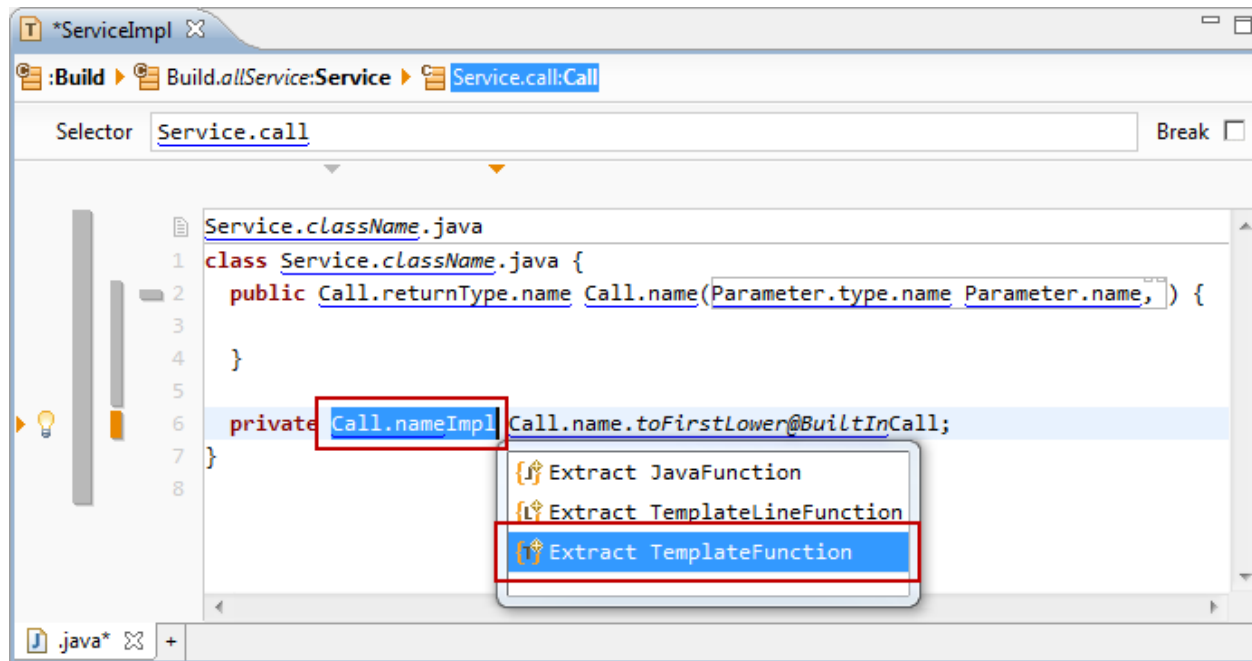 *ServiceImpl
:Build Build.allService:Service Service.call:Call
Selector Service.call Break
Service.className.java
1 class Service.className.java {
2 public Call.returnType.name Call.name(Parameter.type.name Parameter.name, ) {
3
4 }
5
6 private Call.nameImpl Call.name.toFirstLower@BuiltInCall;
7 }
8
Extract JavaFunction
Extract TemplateLineFunction
Extract TemplateFunction
.java* +